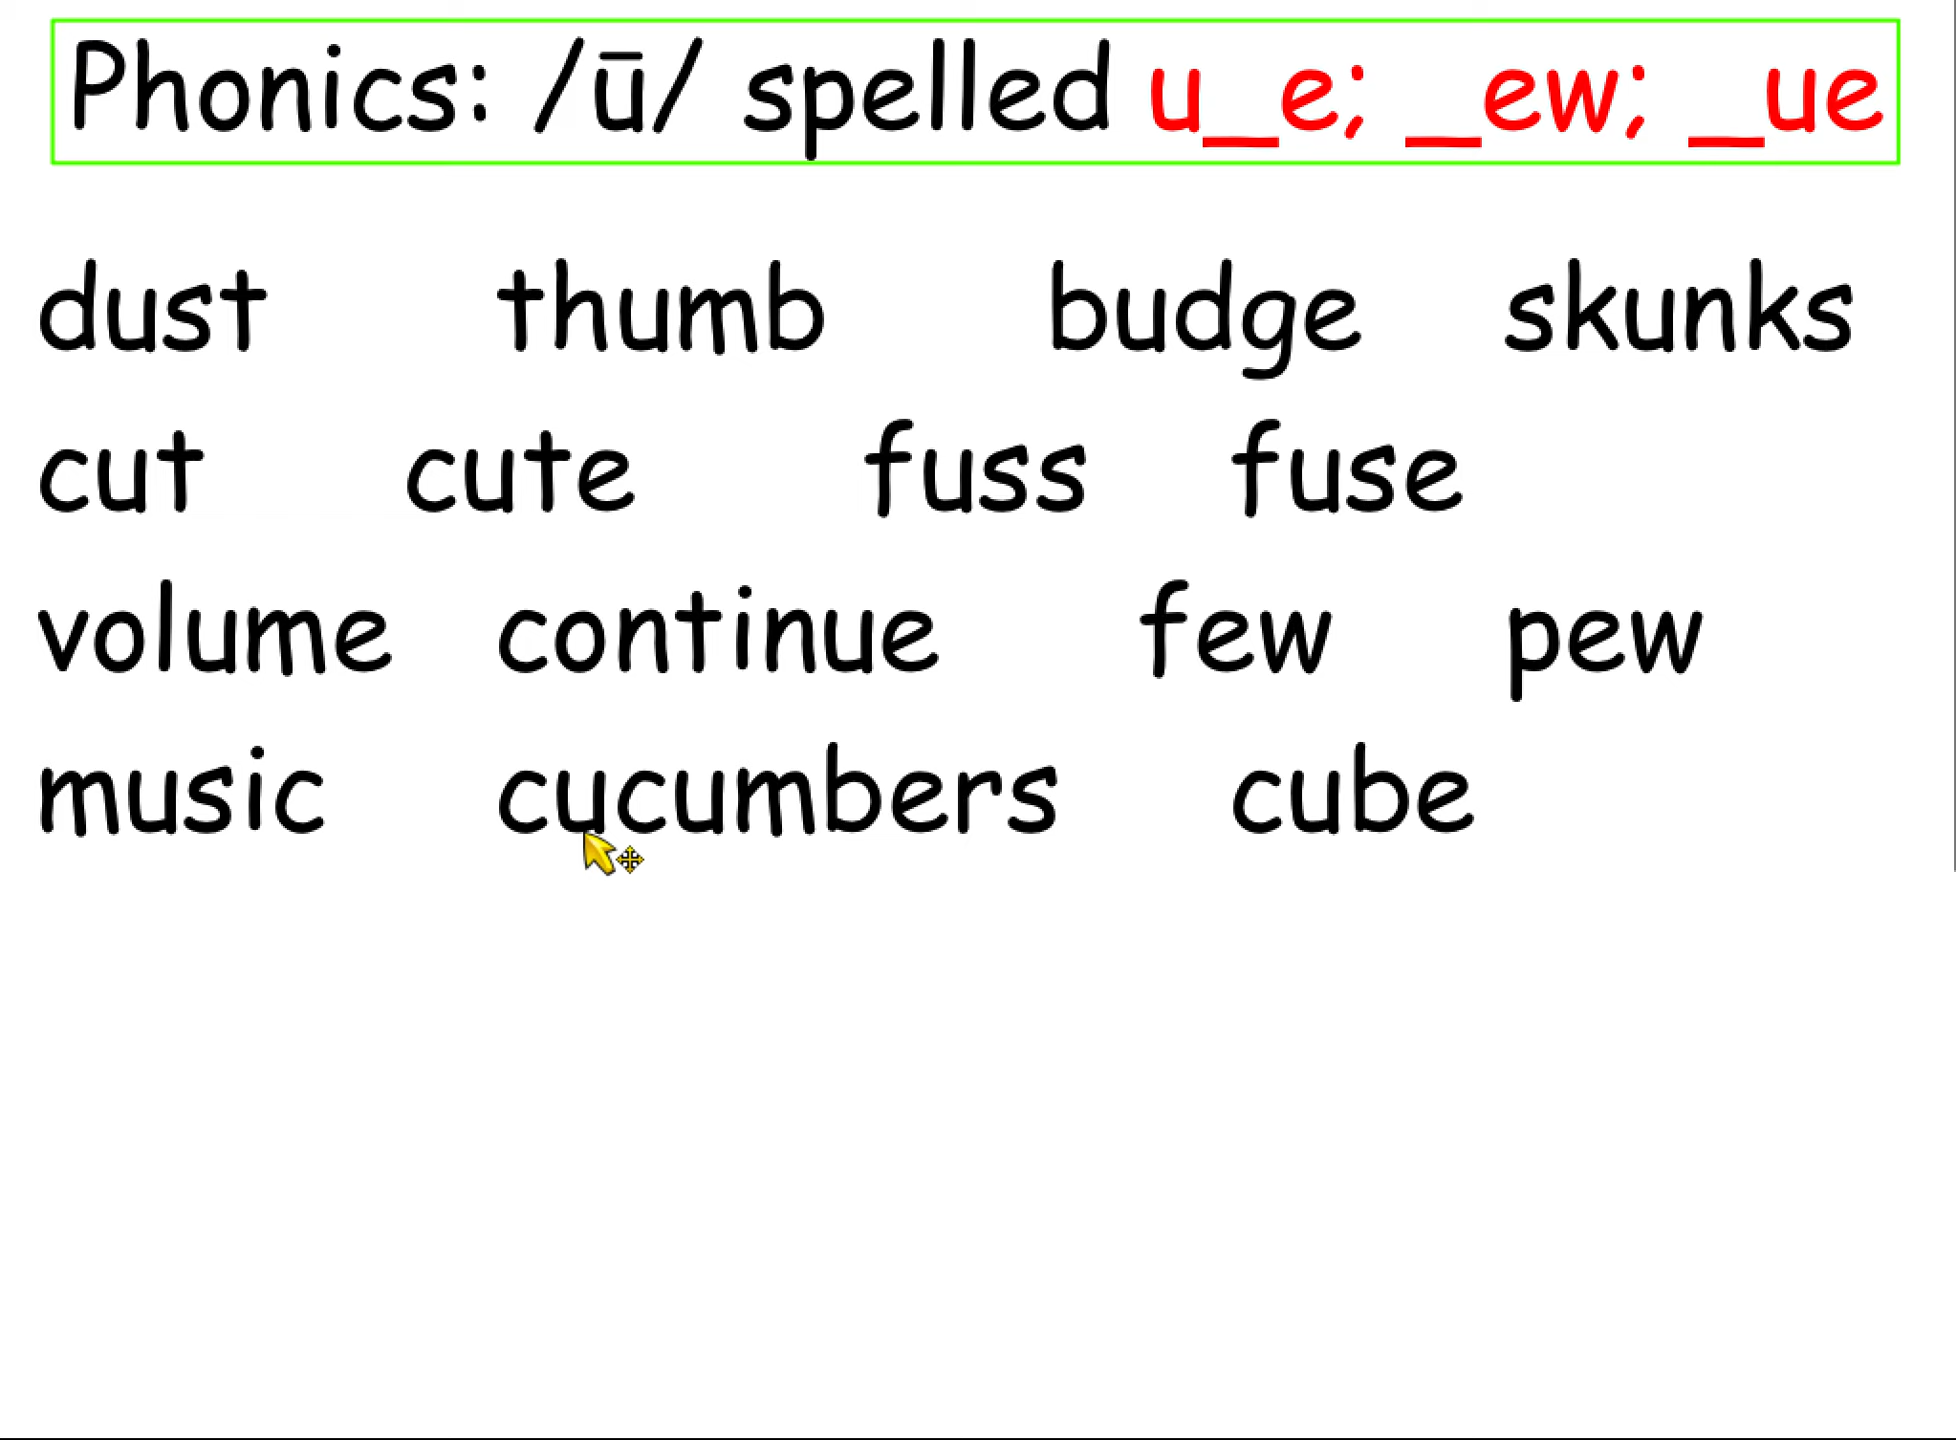 Phonics: /ū/ spelled u_e; _ew; _ue
dust thumb budge skunks
cut cute fuss fuse
volume continue few pew
music cucumbers cube